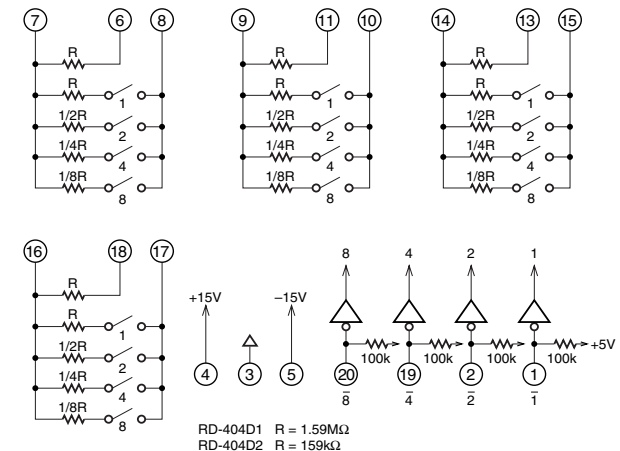 7 6 8 9 11 10 14 13 15
R R R
R 1 R 1 R 1
1/2R 2 1/2R 2 1/2R 2
1/4R 4 1/4R 4 1/4R 4
1/8R 8 1/8R 8 1/8R 8
16 18 17
R
R 1
1/2R 2
1/4R 4
1/8R 8
+15V −15V
4 3 5
8 4 2 1
100k 100k 100k 100k +5V
20 19 2 1
8̅ 4̅ 2̅ 1̅
RD-404D1 R = 1.59MΩ
RD-404D2 R = 159kΩ